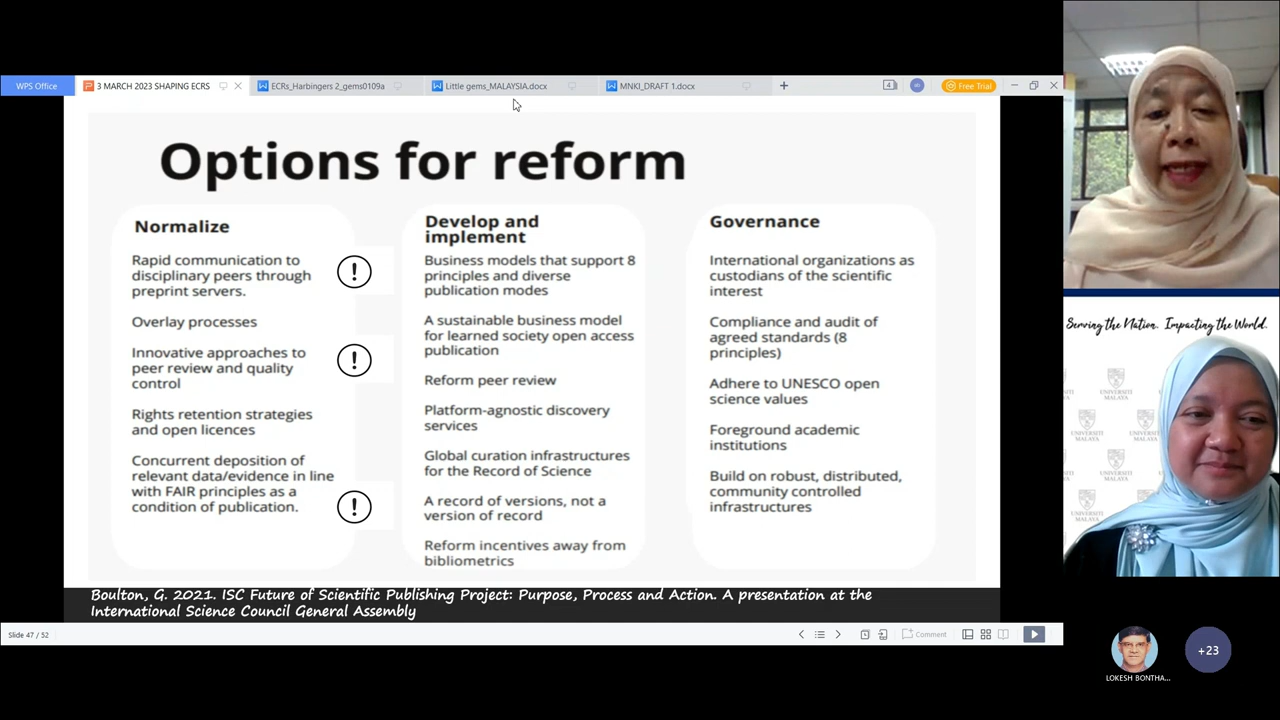 WPS Office
3 MARCH 2023 SHAPING ECRS
ECRs_Harbingers 2_gems0109a
Little gems_MALAYSIA.docx
MNKI_DRAFT 1.docx
Free Trial
Options for reform
Normalize
Rapid communication to
disciplinary peers through
preprint servers.
Overlay processes
Innovative approaches to
peer review and quality
control
Rights retention strategies
and open licences
Concurrent deposition of
relevant data/evidence in line
with FAIR principles as a
condition of publication.
!
!
!
Develop and
implement
Business models that support 8
principles and diverse
publication modes
A sustainable business model
for learned society open access
publication
Reform peer review
Platform-agnostic discovery
services
Global curation infrastructures
for the Record of Science
A record of versions, not a
version of record
Reform incentives away from
bibliometrics
Governance
International organizations as
custodians of the scientific
interest
Compliance and audit of
agreed standards (8
principles)
Adhere to UNESCO open
science values
Foreground academic
institutions
Build on robust, distributed,
community controlled
infrastructures
Boulton, G. 2021. ISC Future of Scientific Publishing Project: Purpose, Process and Action. A presentation at the
International Science Council General Assembly
Slide 47 / 52
Comment
Serving the Nation. Impacting the World.
UNIVERSITI
MALAYA
UNIVERSITI
MALAYA
UNIVERSITI
MALAYA
LOKESH BONTHA...
+23